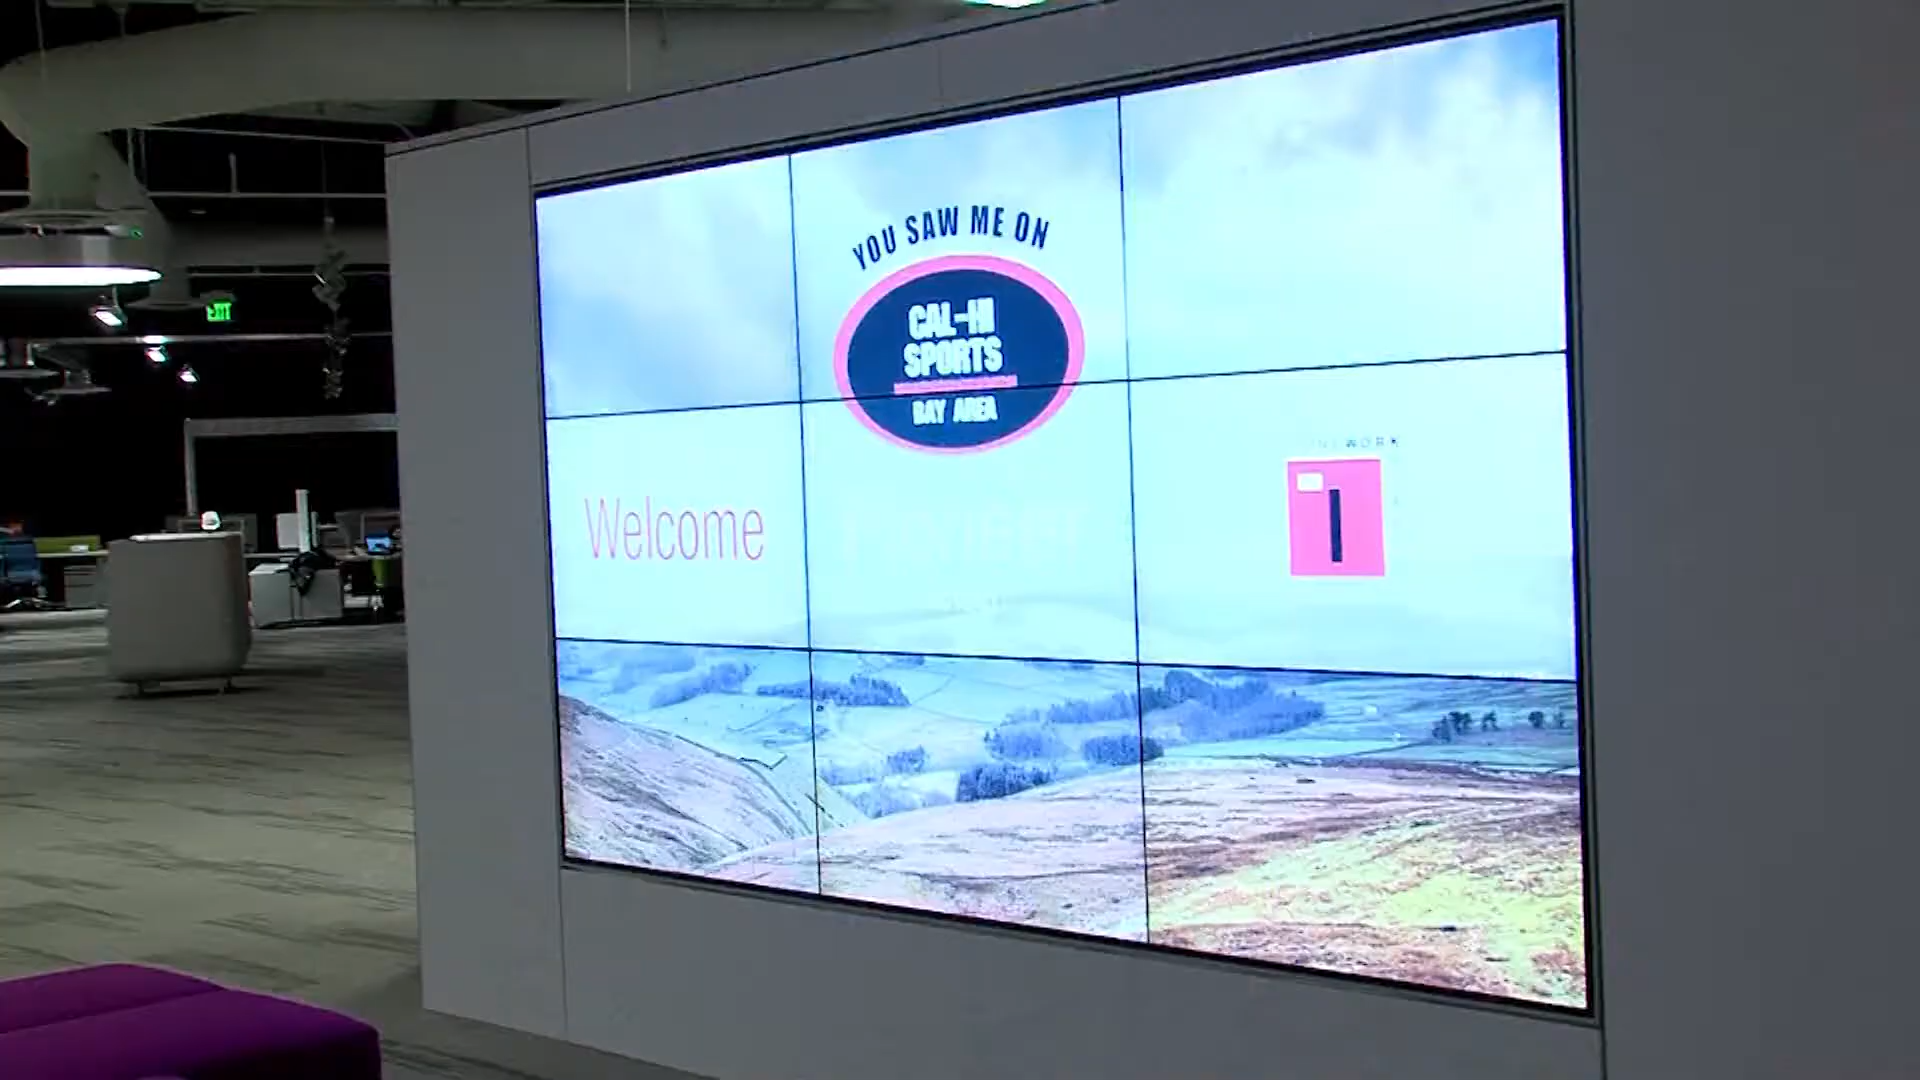 YOU SAW ME ON
CAL-HI
SPORTS
BAY AREA
Welcome
EXIT